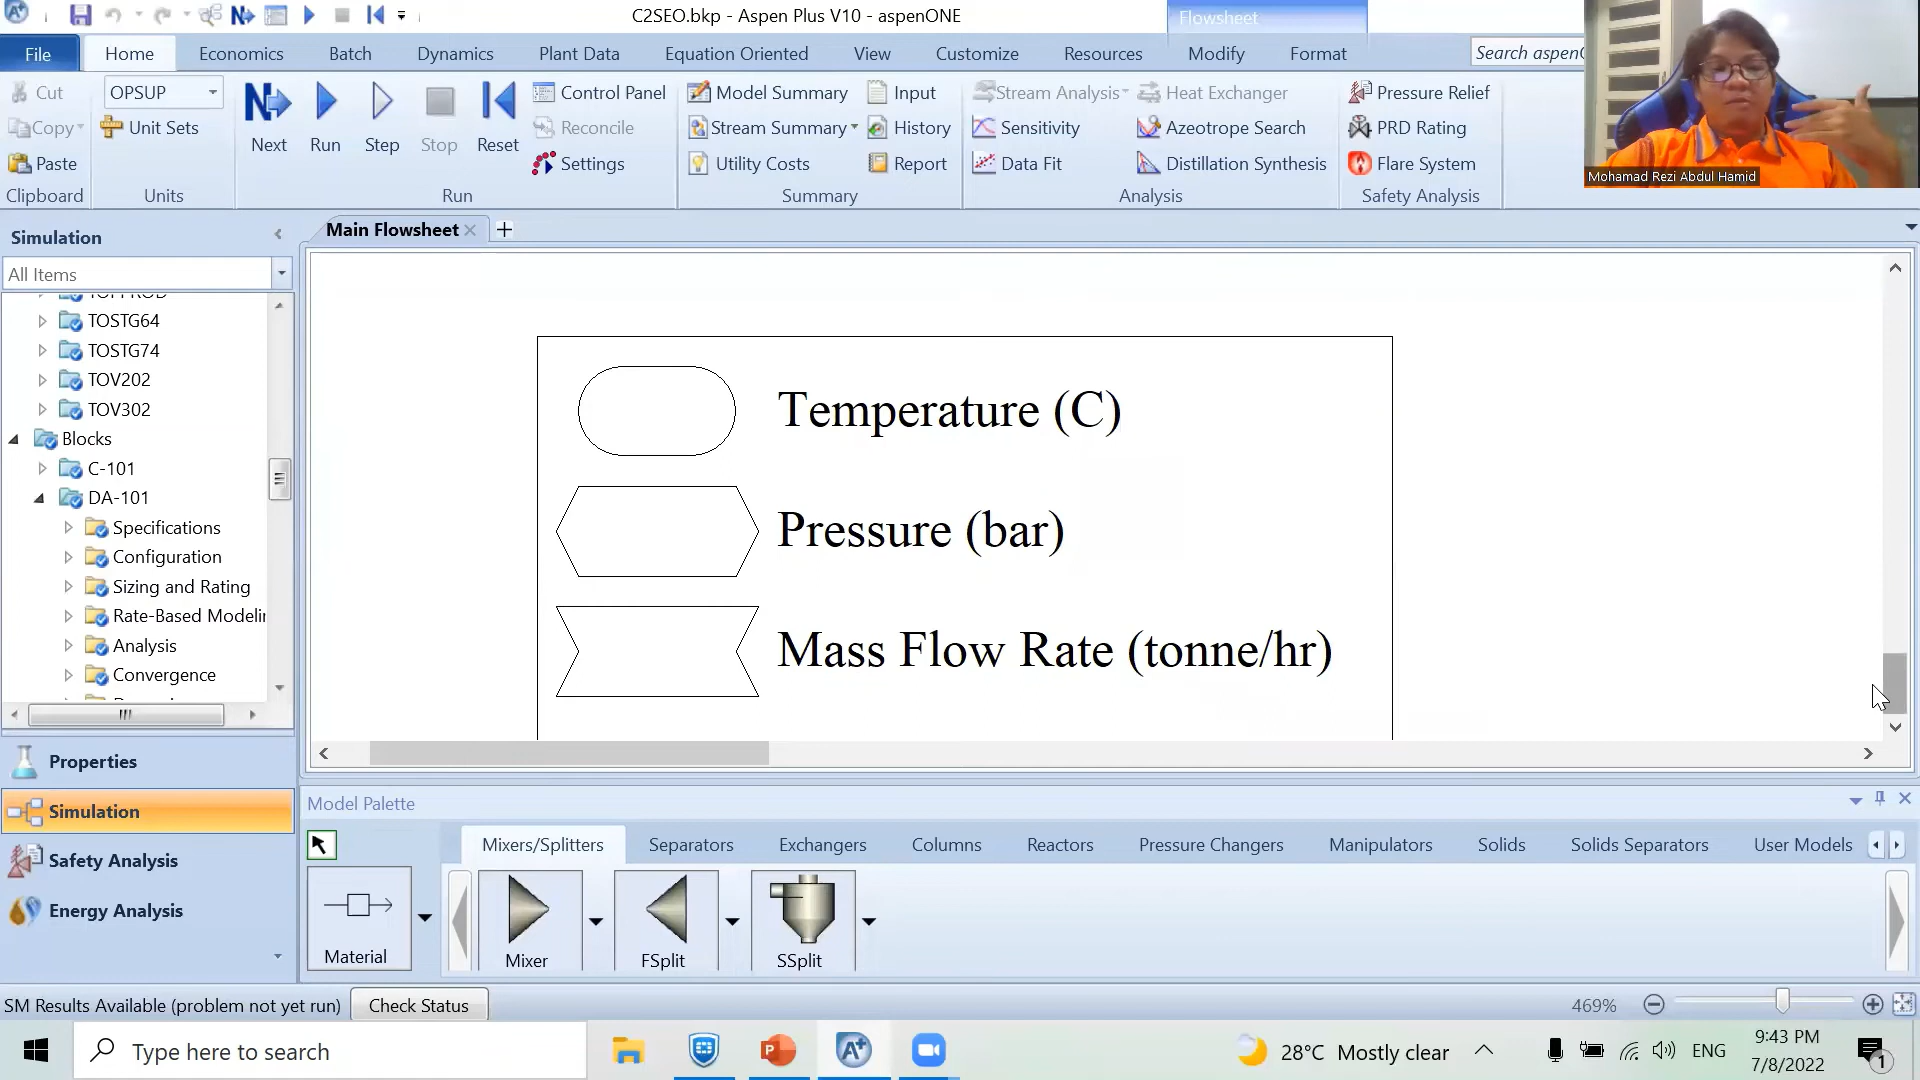 C2SEO.bkp - Aspen Plus V10 - aspenONE
Flowsheet
File
Home
Economics
Batch
Dynamics
Plant Data
Equation Oriented
View
Customize
Resources
Modify
Format
Search aspenO
Cut
Copy
Paste
Clipboard
OPSUP
Unit Sets
Units
Next
Run
Step
Stop
Reset
Control Panel
Reconcile
Settings
Run
Model Summary
Stream Summary
Utility Costs
Input
History
Report
Summary
Stream Analysis
Sensitivity
Data Fit
Heat Exchanger
Azeotrope Search
Distillation Synthesis
Analysis
Pressure Relief
PRD Rating
Flare System
Safety Analysis
Mohamad Rezi Abdul Hamid
Simulation
All Items
TOSTG64
TOSTG74
TOV202
TOV302
Blocks
C-101
DA-101
Specifications
Configuration
Sizing and Rating
Rate-Based Modelin
Analysis
Convergence
Properties
Simulation
Safety Analysis
Energy Analysis
Main Flowsheet
Temperature (C)
Pressure (bar)
Mass Flow Rate (tonne/hr)
Model Palette
Mixers/Splitters
Separators
Exchangers
Columns
Reactors
Pressure Changers
Manipulators
Solids
Solids Separators
User Models
Material
Mixer
FSplit
SSplit
SM Results Available (problem not yet run)
Check Status
469%
Type here to search
28°C Mostly clear
ENG
9:43 PM
7/8/2022
1